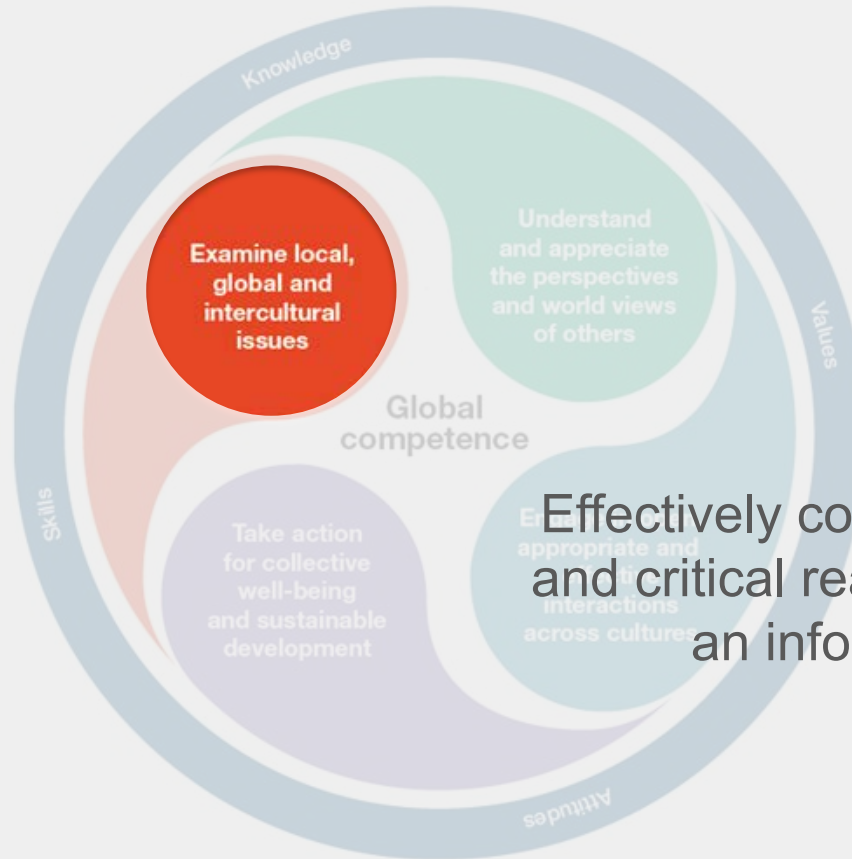 Knowledge
Examine local,
global and
intercultural
issues
Understand
and appreciate
the perspectives
and world views
of others
Values
Global
competence
Skills
Take action
for collective
well-being
and sustainable
development
appropriate and
interactions
across cultures
Effectively co
and critical rea
an info
Attitudes